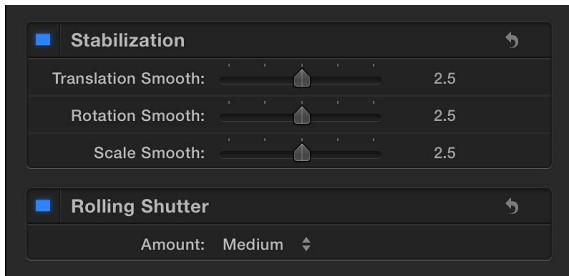 Stabilization
Translation Smooth: 2.5
Rotation Smooth: 2.5
Scale Smooth: 2.5
Rolling Shutter
Amount: Medium